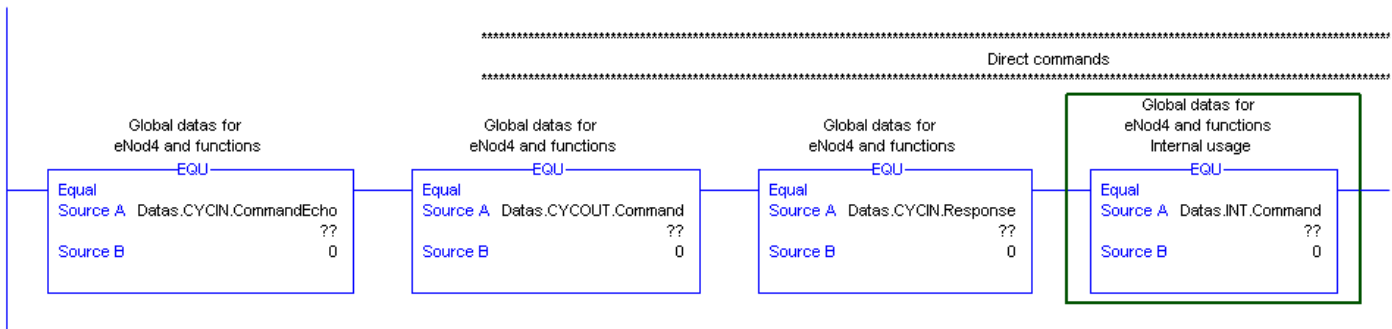 ********************************************************************************
Direct commands
********************************************************************************
Global datas for
eNod4 and functions
EQU
Equal
Source A Datas.CYCIN.CommandEcho
??
Source B 0
Global datas for
eNod4 and functions
EQU
Equal
Source A Datas.CYCOUT.Command
??
Source B 0
Global datas for
eNod4 and functions
EQU
Equal
Source A Datas.CYCIN.Response
??
Source B 0
Global datas for
eNod4 and functions
Internal usage
EQU
Equal
Source A Datas.INT.Command
??
Source B 0